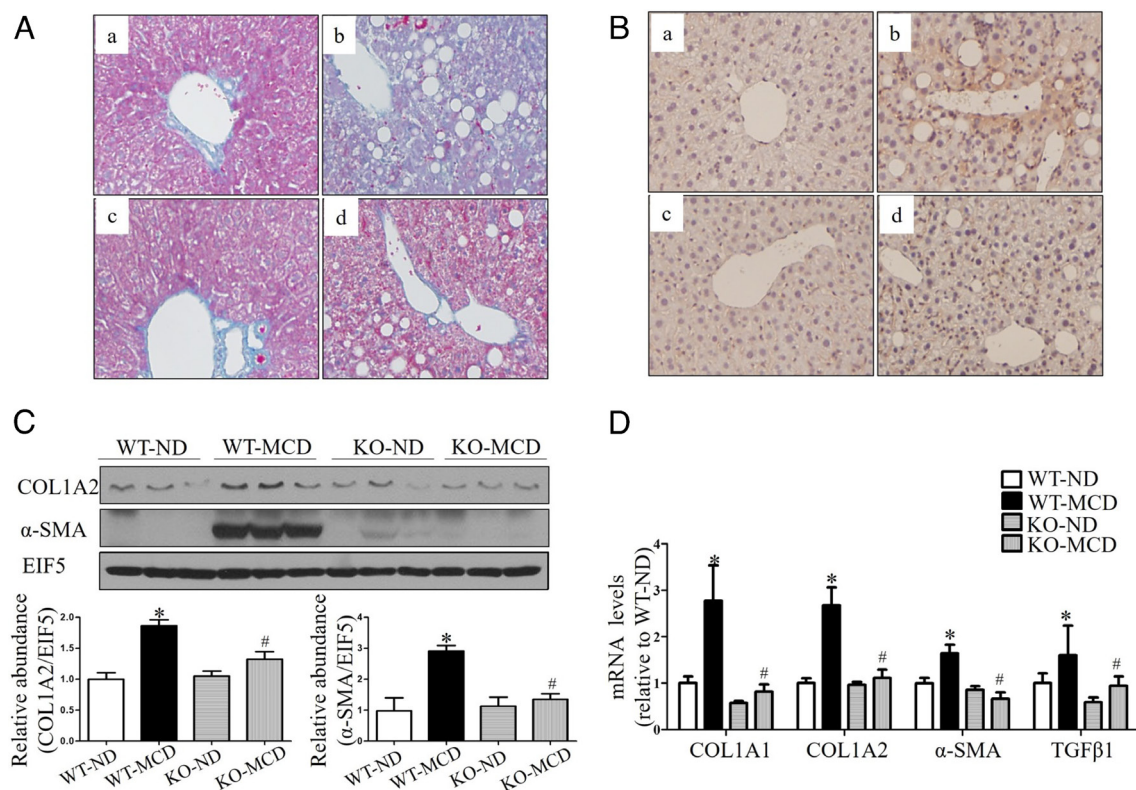 A
a
b
c
d
B
a
b
c
d
C
WT-ND WT-MCD KO-ND KO-MCD
COL1A2
α-SMA
EIF5
Relative abundance
(COL1A2/EIF5)
2.0
1.5
1.0
0.5
0.0
*
#
WT-ND
WT-MCD
KO-ND
KO-MCD
Relative abundance
(α-SMA/EIF5)
4
3
2
1
0
*
#
WT-ND
WT-MCD
KO-ND
KO-MCD
D
WT-ND
WT-MCD
KO-ND
KO-MCD
mRNA levels
(relative to WT-ND)
4
3
2
1
0
*
#
*
#
*
#
*
#
COL1A1 COL1A2 α-SMA TGFβ1